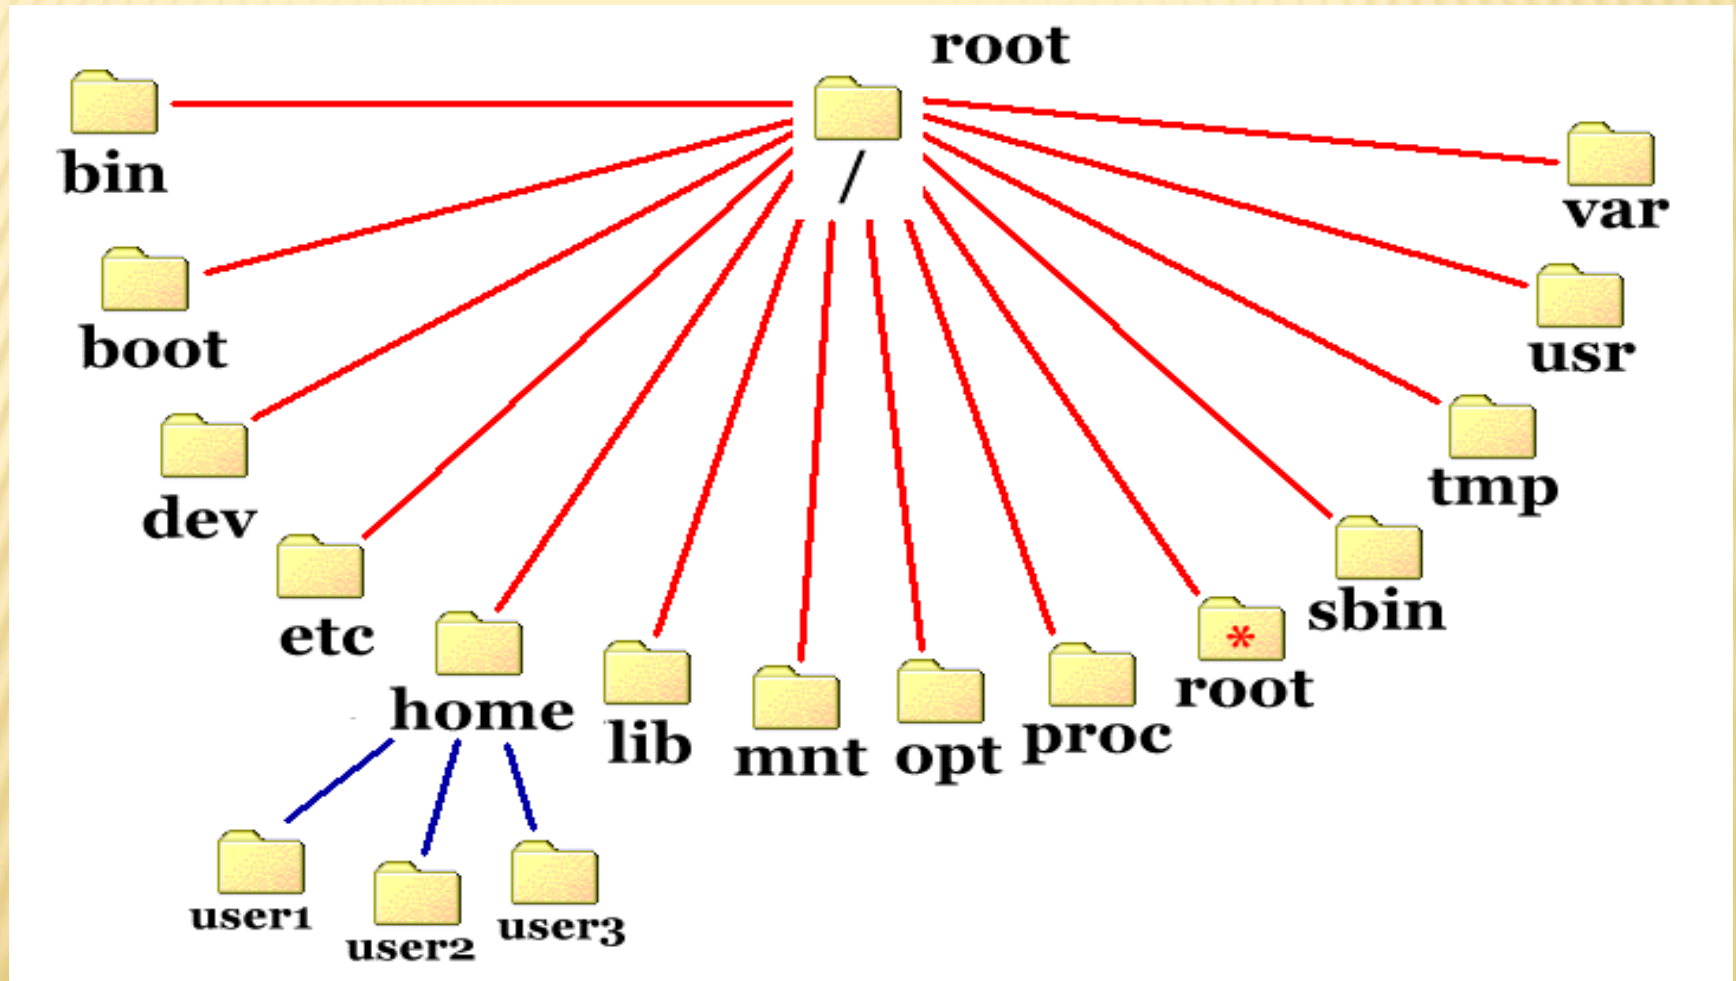 root
/
bin
boot
dev
etc
home
lib
mnt
opt
proc
*
root
sbin
tmp
usr
var
user1
user2
user3